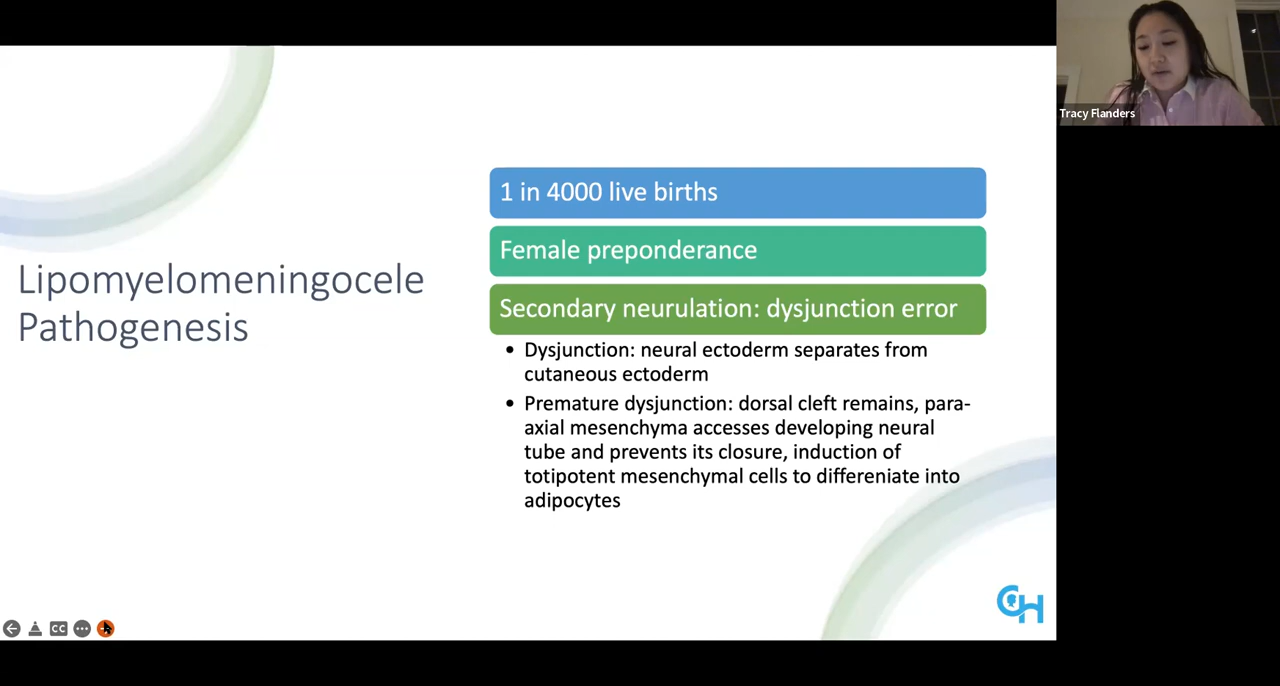 Tracy Flanders
Lipomyelomeningocele
Pathogenesis
1 in 4000 live births
Female preponderance
Secondary neurulation: dysjunction error
• Dysjunction: neural ectoderm separates from
cutaneous ectoderm
• Premature dysjunction: dorsal cleft remains, para-
axial mesenchyma accesses developing neural
tube and prevents its closure, induction of
totipotent mesenchymal cells to differeniate into
adipocytes
CH
CC